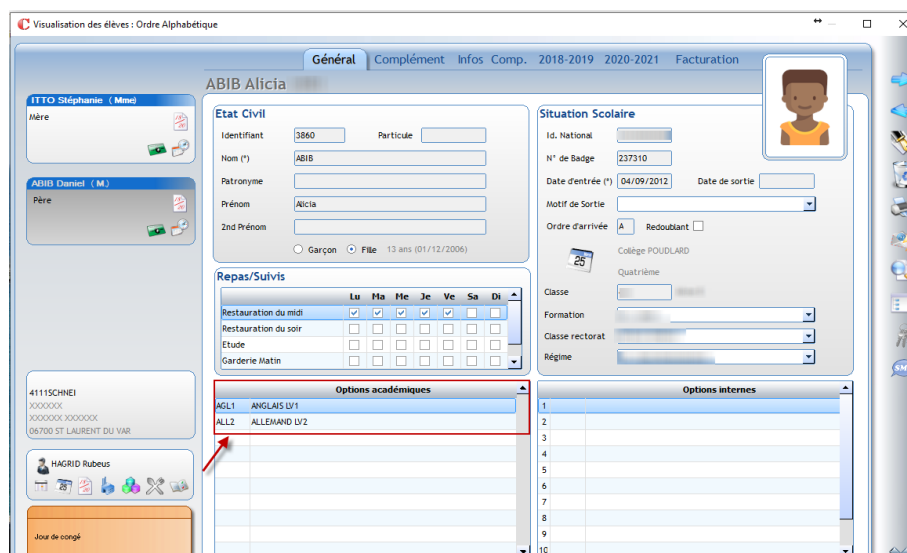 Visualisation des élèves : Ordre Alphabétique
Général Complément Infos Comp. 2018-2019 2020-2021 Facturation
ABIB Alicia
ITTO Stéphanie (Mme)
Mère
ABIB Daniel (M.)
Père
4111SCHNEI
XXXXXX
XXXXXX XXXXXX
06700 ST LAURENT DU VAR
HAGRID Rubeus
Jour de congé
Etat Civil
Identifiant 3860 Particule
Nom (*) ABIB
Patronyme
Prénom Alicia
2nd Prénom
Garçon Fille 13 ans (01/12/2006)
Repas/Suivis
Lu Ma Me Je Ve Sa Di
Restauration du midi
Restauration du soir
Etude
Garderie Matin
Situation Scolaire
Id. National
N° de Badge 237310
Date d'entrée (*) 04/09/2012 Date de sortie
Motif de Sortie
Ordre d'arrivée A Redoublant
25
Collège POUDLARD
Quatrième
Classe
Formation
Classe rectorat
Régime
Options académiques
AGL1 ANGLAIS LV1
ALL2 ALLEMAND LV2
Options internes
1
2
3
4
5
6
7
8
9
10
SMS